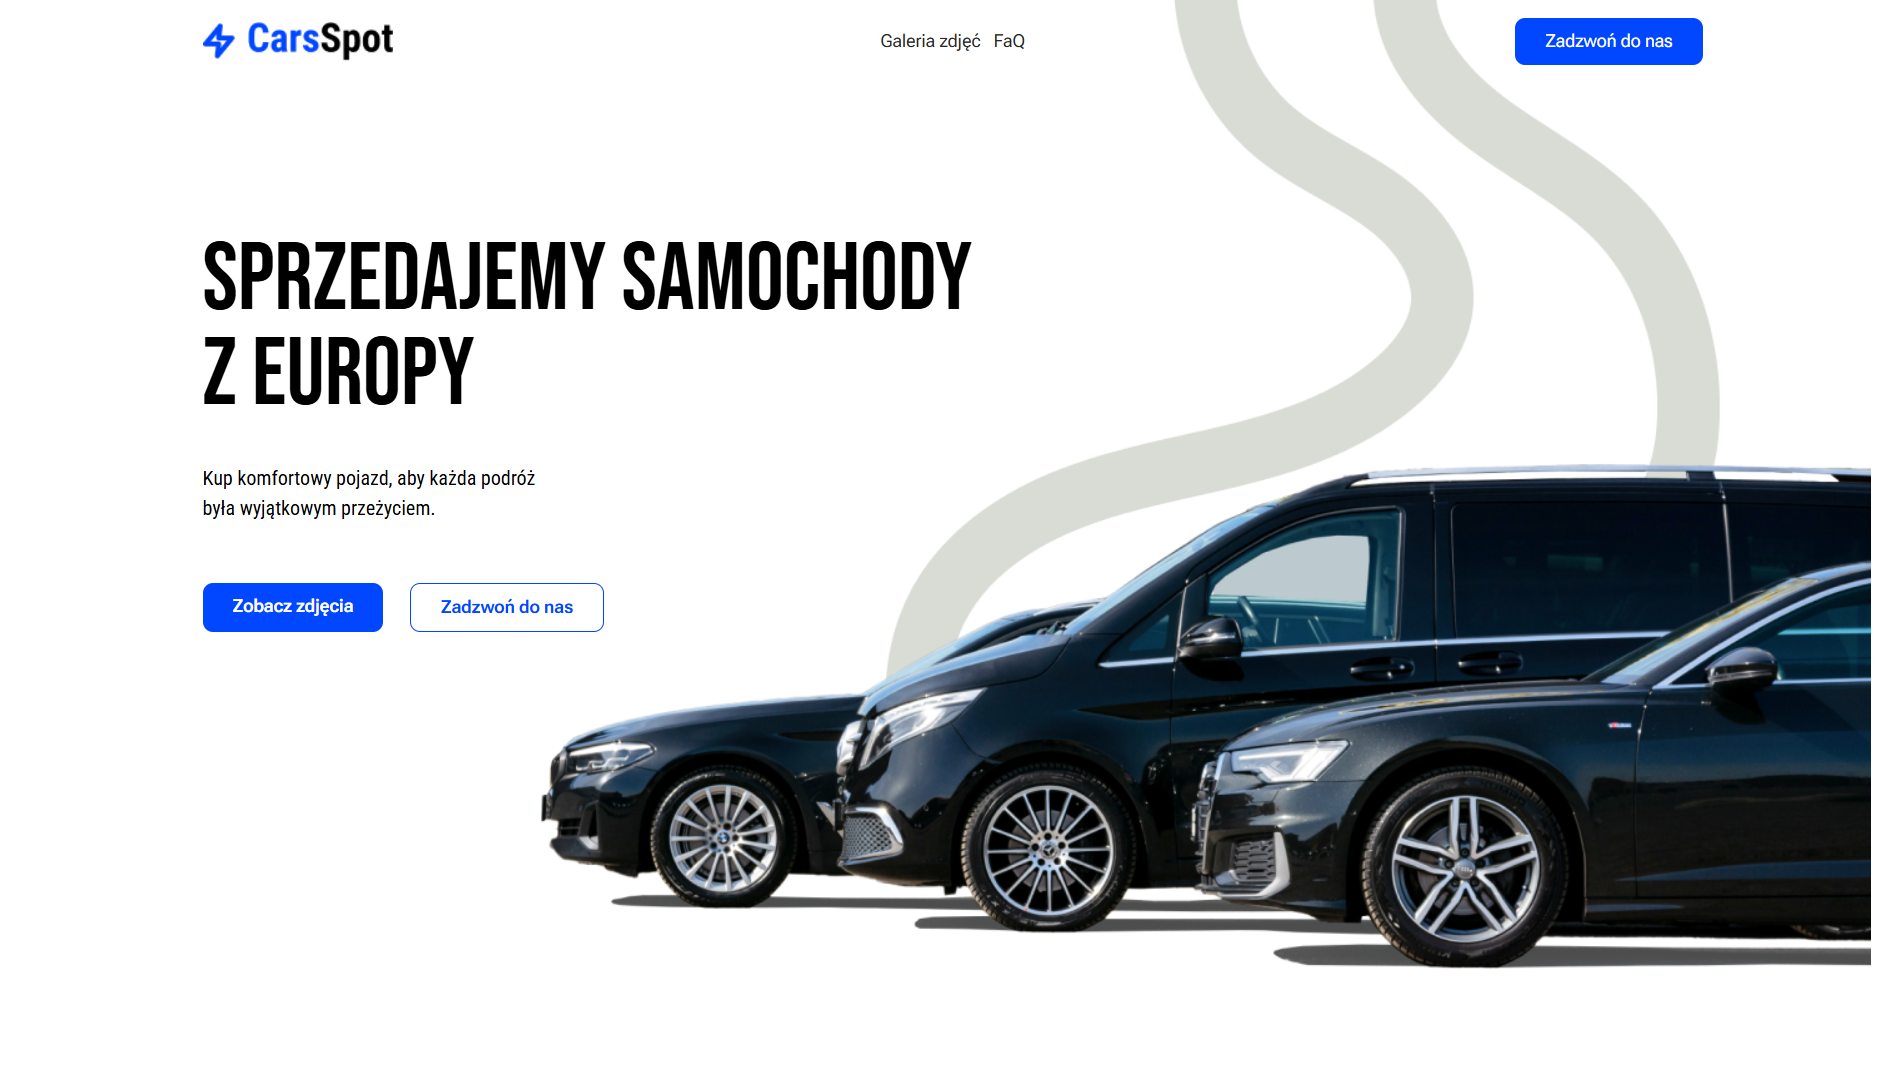 CarsSpot
Galeria zdjęć FaQ
Zadzwoń do nas
SPRZEDAJEMY SAMOCHODY
Z EUROPY
Kup komfortowy pojazd, aby każda podróż
była wyjątkowym przeżyciem.
Zobacz zdjęcia
Zadzwoń do nas